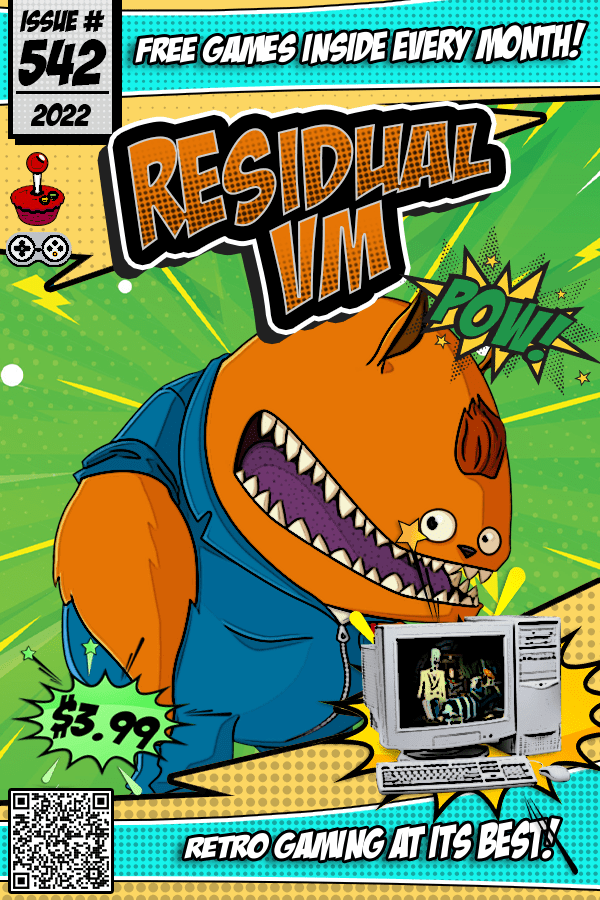 ISSUE #
542
2022
FREE GAMES INSIDE EVERY MONTH!
RESIDUAL
VM
POW!
$3.99
RETRO GAMING AT ITS BEST!